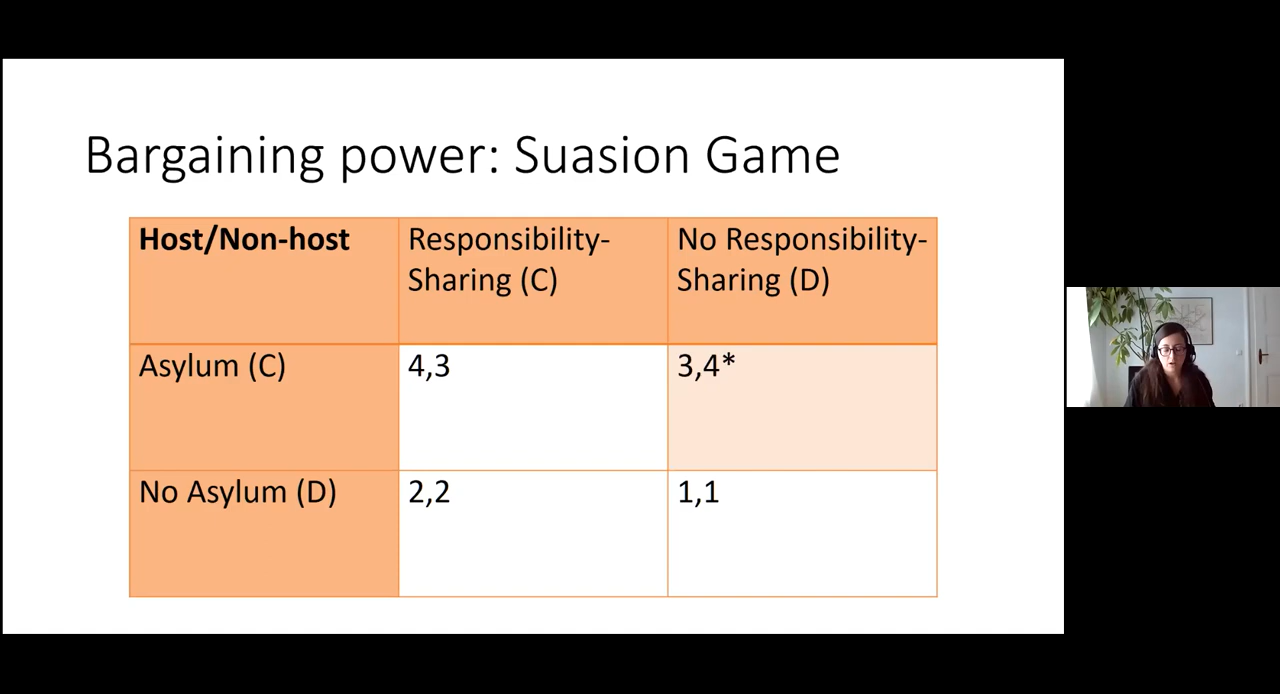 Bargaining power: Suasion Game
Host/Non-host
Responsibility-
Sharing (C)
No Responsibility-
Sharing (D)
Asylum (C)
4,3
3,4*
No Asylum (D)
2,2
1,1